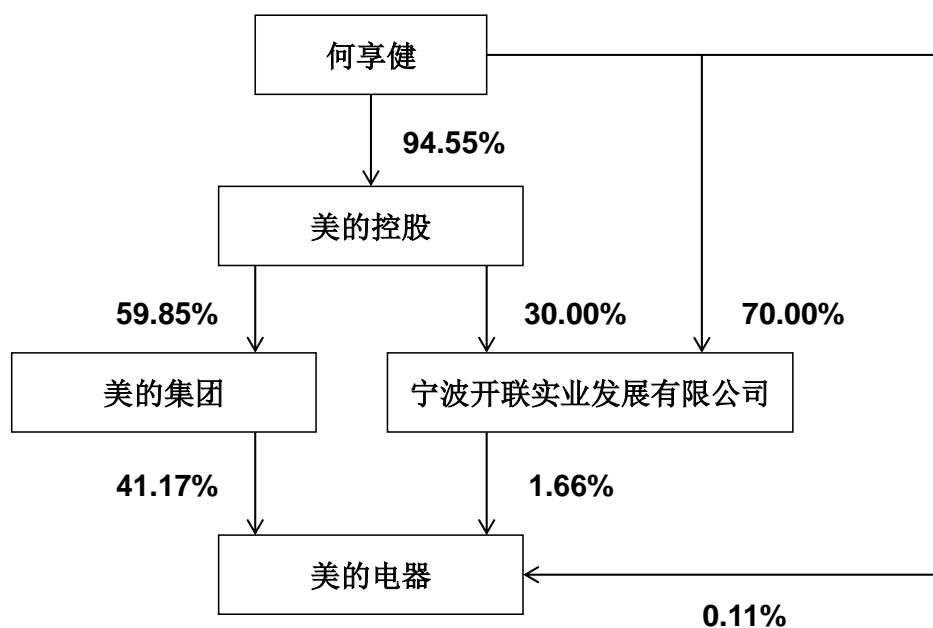 何享健
94.55%
美的控股
59.85%
30.00%
70.00%
美的集团
宁波开联实业发展有限公司
41.17%
1.66%
美的电器
0.11%